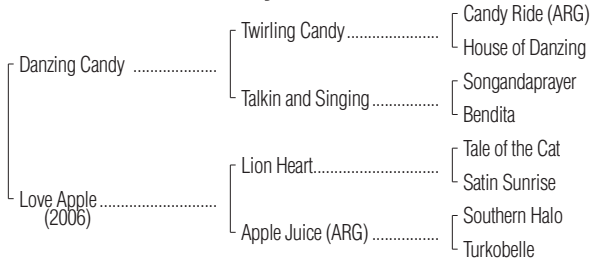 Candy Ride (ARG)
Twirling Candy....................
House of Danzing
Danzing Candy ..................
Songandaprayer
Talkin and Singing...............
Bendita
Tale of the Cat
Lion Heart...........................
Satin Sunrise
Love Apple.........................
(2006)
Southern Halo
Apple Juice (ARG) ..............
Turkobelle